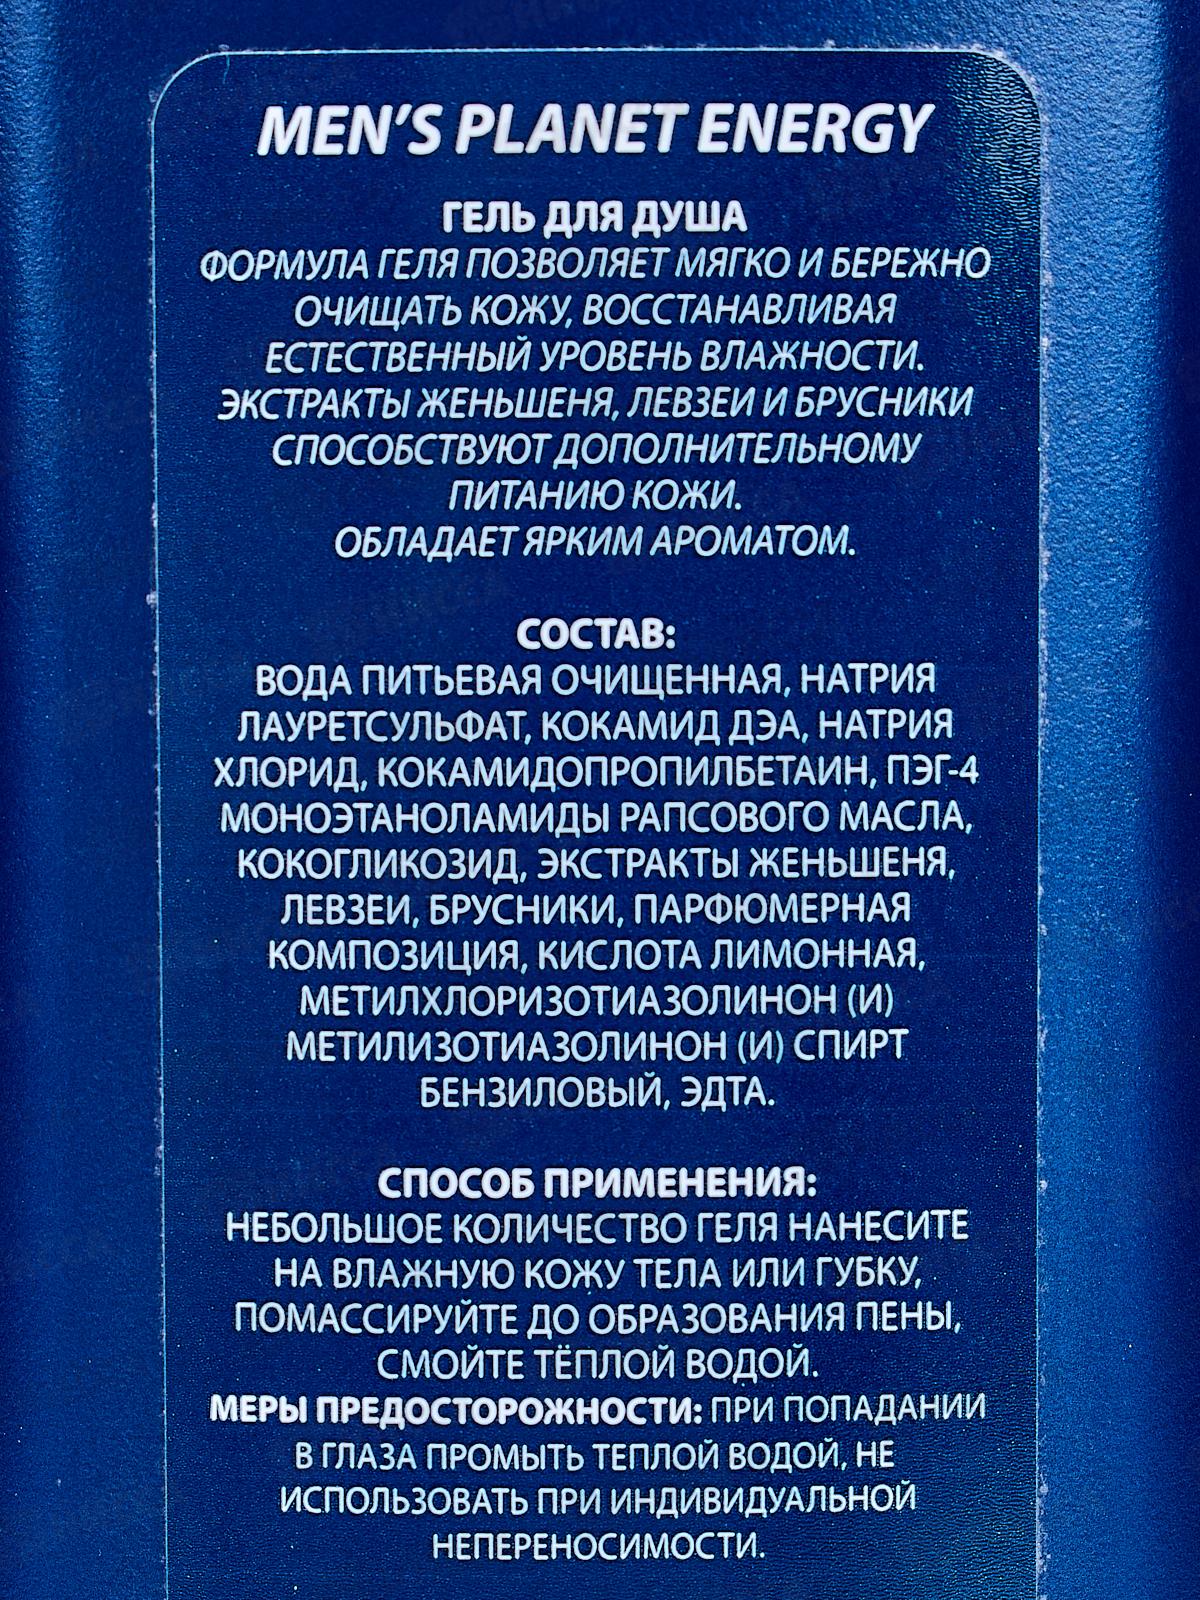 MEN'S PLANET ENERGY
ГЕЛЬ ДЛЯ ДУША
ФОРМУЛА ГЕЛЯ ПОЗВОЛЯЕТ МЯГКО И БЕРЕЖНО
ОЧИЩАТЬ КОЖУ, ВОССТАНАВЛИВАЯ
ЕСТЕСТВЕННЫЙ УРОВЕНЬ ВЛАЖНОСТИ.
ЭКСТРАКТЫ ЖЕНЬШЕНЯ, ЛЕВЗЕИ И БРУСНИКИ
СПОСОБСТВУЮТ ДОПОЛНИТЕЛЬНОМУ
ПИТАНИЮ КОЖИ.
ОБЛАДАЕТ ЯРКИМ АРОМАТОМ.
СОСТАВ:
ВОДА ПИТЬЕВАЯ ОЧИЩЕННАЯ, НАТРИЯ
ЛАУРЕТСУЛЬФАТ, КОКАМИД ДЭА, НАТРИЯ
ХЛОРИД, КОКАМИДОПРОПИЛБЕТАИН, ПЭГ-4
МОНОЭТАНОЛАМИДЫ РАПСОВОГО МАСЛА,
КОКОГЛИКОЗИД, ЭКСТРАКТЫ ЖЕНЬШЕНЯ,
ЛЕВЗЕИ, БРУСНИКИ, ПАРФЮМЕРНАЯ
КОМПОЗИЦИЯ, КИСЛОТА ЛИМОННАЯ,
МЕТИЛХЛОРИЗОТИАЗОЛИНОН (И)
МЕТИЛИЗОТИАЗОЛИНОН (И) СПИРТ
БЕНЗИЛОВЫЙ, ЭДТА.
СПОСОБ ПРИМЕНЕНИЯ:
НЕБОЛЬШОЕ КОЛИЧЕСТВО ГЕЛЯ НАНЕСИТЕ
НА ВЛАЖНУЮ КОЖУ ТЕЛА ИЛИ ГУБКУ,
ПОМАССИРУЙТЕ ДО ОБРАЗОВАНИЯ ПЕНЫ,
СМОЙТЕ ТЁПЛОЙ ВОДОЙ.
МЕРЫ ПРЕДОСТОРОЖНОСТИ: ПРИ ПОПАДАНИИ
В ГЛАЗА ПРОМЫТЬ ТЕПЛОЙ ВОДОЙ, НЕ
ИСПОЛЬЗОВАТЬ ПРИ ИНДИВИДУАЛЬНОЙ
НЕПЕРЕНОСИМОСТИ.